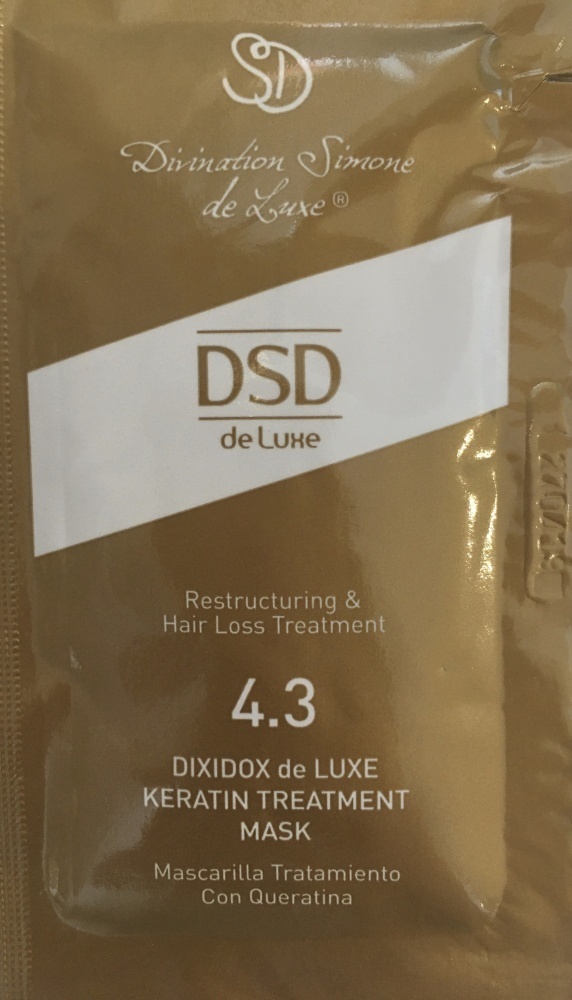 SD
Divination Simone
de Luxe ®
DSD
de Luxe
Restructuring &
Hair Loss Treatment
4.3
DIXIDOX de LUXE
KERATIN TREATMENT
MASK
Mascarilla Tratamiento
Con Queratina